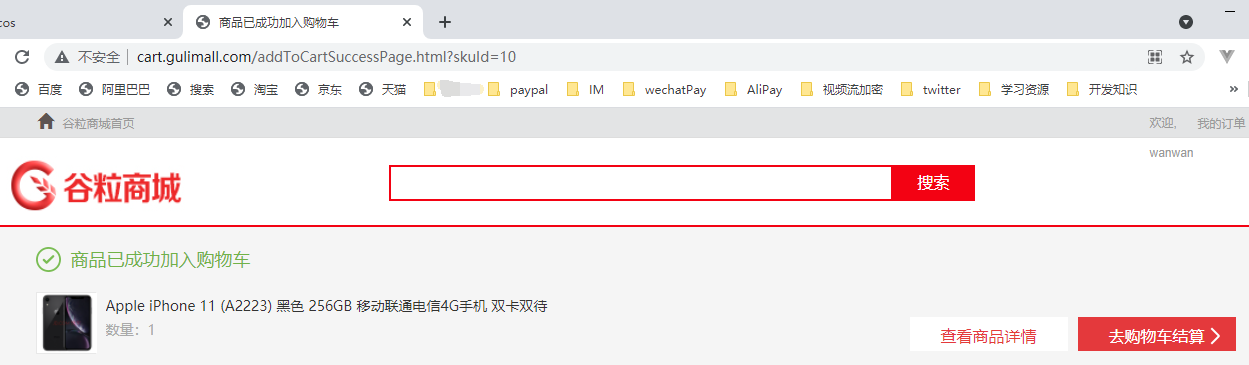 cos
商品已成功加入购物车
不安全 cart.gulimall.com/addToCartSuccessPage.html?skuId=10
百度 阿里巴巴 搜索 淘宝 京东 天猫 paypal IM wechatPay AliPay 视频流加密 twitter 学习资源 开发知识 »
谷粒商城首页 欢迎, 我的订单
wanwan
谷粒商城 搜索
商品已成功加入购物车
Apple iPhone 11 (A2223) 黑色 256GB 移动联通电信4G手机 双卡双待
数量：1
查看商品详情 去购物车结算